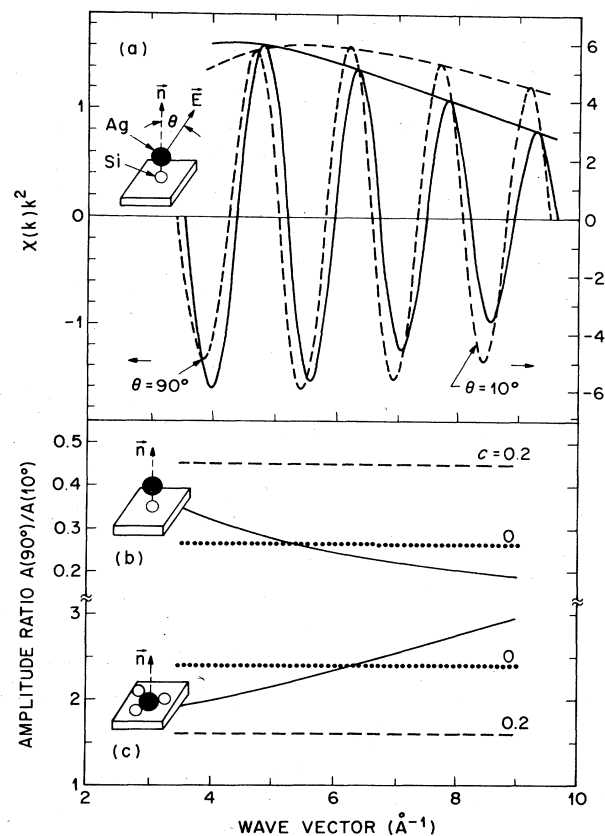 (a)
n⃗
θ
E⃗
Ag
Si
χ(k)k²
1
0
-1
6
4
2
0
-2
-4
-6
θ = 90°
θ = 10°
AMPLITUDE RATIO A(90°)/A(10°)
0.5
0.4
0.3
0.2
n⃗
(b)
c = 0.2
0
3
2
1
n⃗
(c)
0
0.2
2
4
6
8
10
WAVE VECTOR (Å⁻¹)